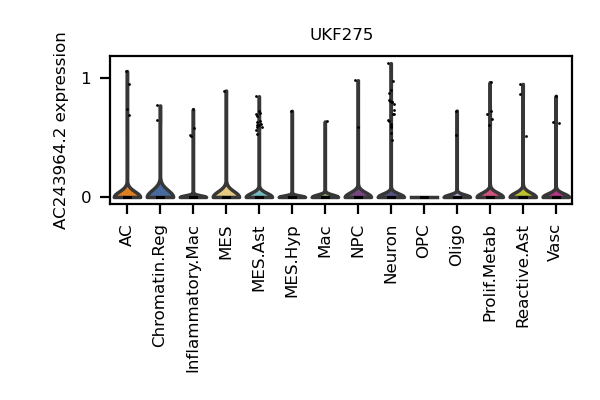 UKF275
AC243964.2 expression
1
0
AC
Chromatin.Reg
Inflammatory.Mac
MES
MES.Ast
MES.Hyp
Mac
NPC
Neuron
OPC
Oligo
Prolif.Metab
Reactive.Ast
Vasc